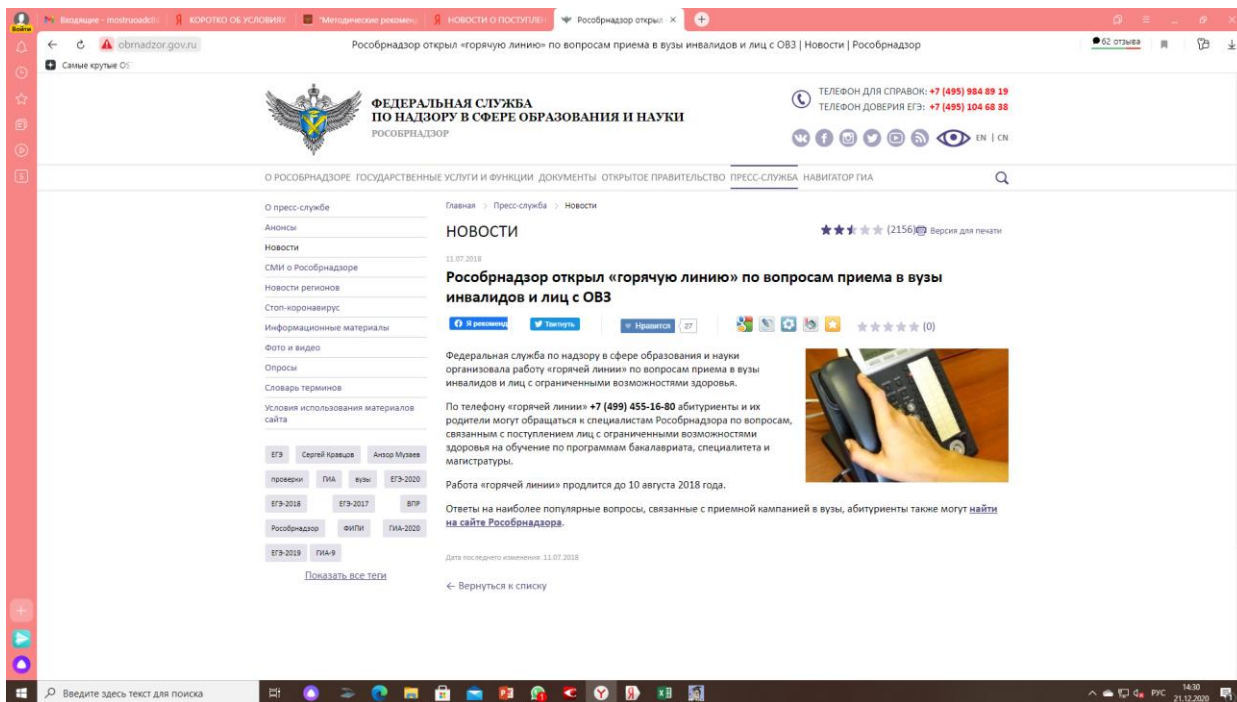 Войти
Входящие - mostruoadcli
КОРОТКО ОБ УСЛОВИЯХ
"Методические рекоменд
НОВОСТИ О ПОСТУПЛЕН
Рособрнадзор открыл
obrnadzor.gov.ru
Рособрнадзор открыл «горячую линию» по вопросам приема в вузы инвалидов и лиц с ОВЗ | Новости | Рособрнадзор
62 отзыва
Самые крутые OS
ФЕДЕРАЛЬНАЯ СЛУЖБА
ПО НАДЗОРУ В СФЕРЕ ОБРАЗОВАНИЯ И НАУКИ
РОСОБРНАДЗОР
ТЕЛЕФОН ДЛЯ СПРАВОК: +7 (495) 984 89 19
ТЕЛЕФОН ДОВЕРИЯ ЕГЭ: +7 (495) 104 68 38
EN | CN
О РОСОБРНАДЗОРЕ ГОСУДАРСТВЕННЫЕ УСЛУГИ И ФУНКЦИИ ДОКУМЕНТЫ ОТКРЫТОЕ ПРАВИТЕЛЬСТВО ПРЕСС-СЛУЖБА НАВИГАТОР ГИА
О пресс-службе
Анонсы
Новости
СМИ о Рособрнадзоре
Новости регионов
Стоп-коронавирус
Информационные материалы
Фото и видео
Опросы
Словарь терминов
Условия использования материалов
сайта
ЕГЭ Сергей Кравцов Анзор Музаев
проверки ГИА вузы ЕГЭ-2020
ЕГЭ-2018 ЕГЭ-2017 ВПР
Рособрнадзор ФИПИ ГИА-2020
ЕГЭ-2019 ГИА-9
Показать все теги
Главная > Пресс-служба > Новости
НОВОСТИ
(2156) Версия для печати
11.07.2018
Рособрнадзор открыл «горячую линию» по вопросам приема в вузы
инвалидов и лиц с ОВЗ
Я рекоменд Твитнуть Нравится 27 (0)
Федеральная служба по надзору в сфере образования и науки
организовала работу «горячей линии» по вопросам приема в вузы
инвалидов и лиц с ограниченными возможностями здоровья.
По телефону «горячей линии» +7 (499) 455-16-80 абитуриенты и их
родители могут обращаться к специалистам Рособрнадзора по вопросам,
связанным с поступлением лиц с ограниченными возможностями
здоровья на обучение по программам бакалавриата, специалитета и
магистратуры.
Работа «горячей линии» продлится до 10 августа 2018 года.
Ответы на наиболее популярные вопросы, связанные с приемной кампанией в вузы, абитуриенты также могут найти
на сайте Рособрнадзора.
Дата последнего изменения: 11.07.2018
← Вернуться к списку
Введите здесь текст для поиска
РУС
14:30
21.12.2020